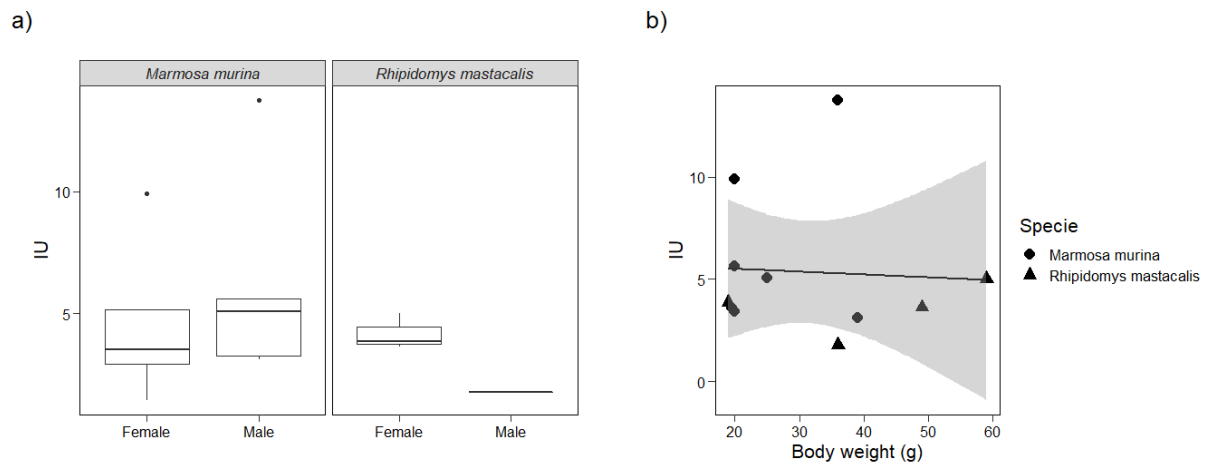 a)
Marmosa murina
Rhipidomys mastacalis
IU
10
5
Female
Male
Female
Male
b)
IU
10
5
0
20
30
40
50
60
Body weight (g)
Specie
Marmosa murina
Rhipidomys mastacalis